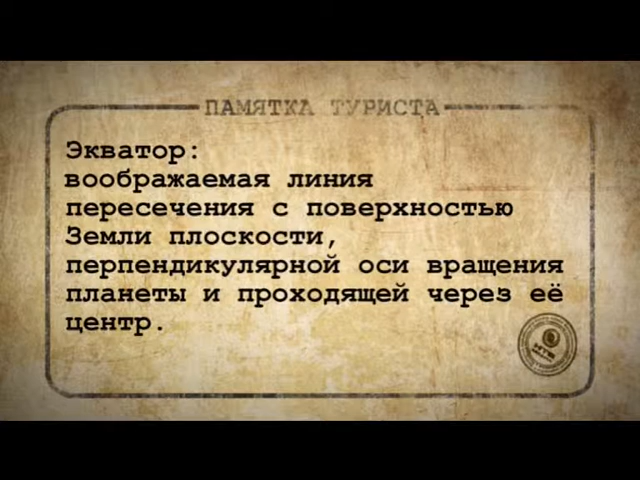 ПАМЯТКА ТУРИСТА
Экватор:
воображаемая линия
пересечения с поверхностью
Земли плоскости,
перпендикулярной оси вращения
планеты и проходящей через её
центр.